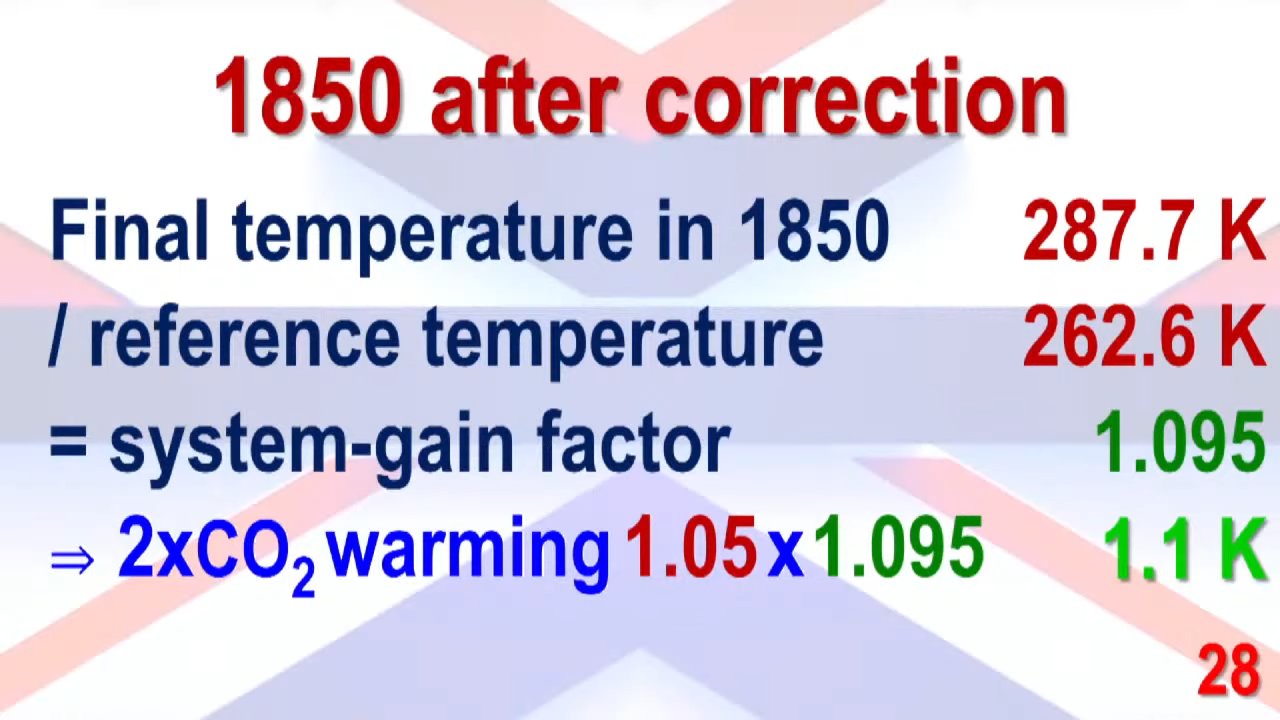 1850 after correction
Final temperature in 1850 287.7 K
/ reference temperature 262.6 K
= system-gain factor 1.095
⇒ 2xCO₂ warming 1.05 x 1.095 1.1 K
28